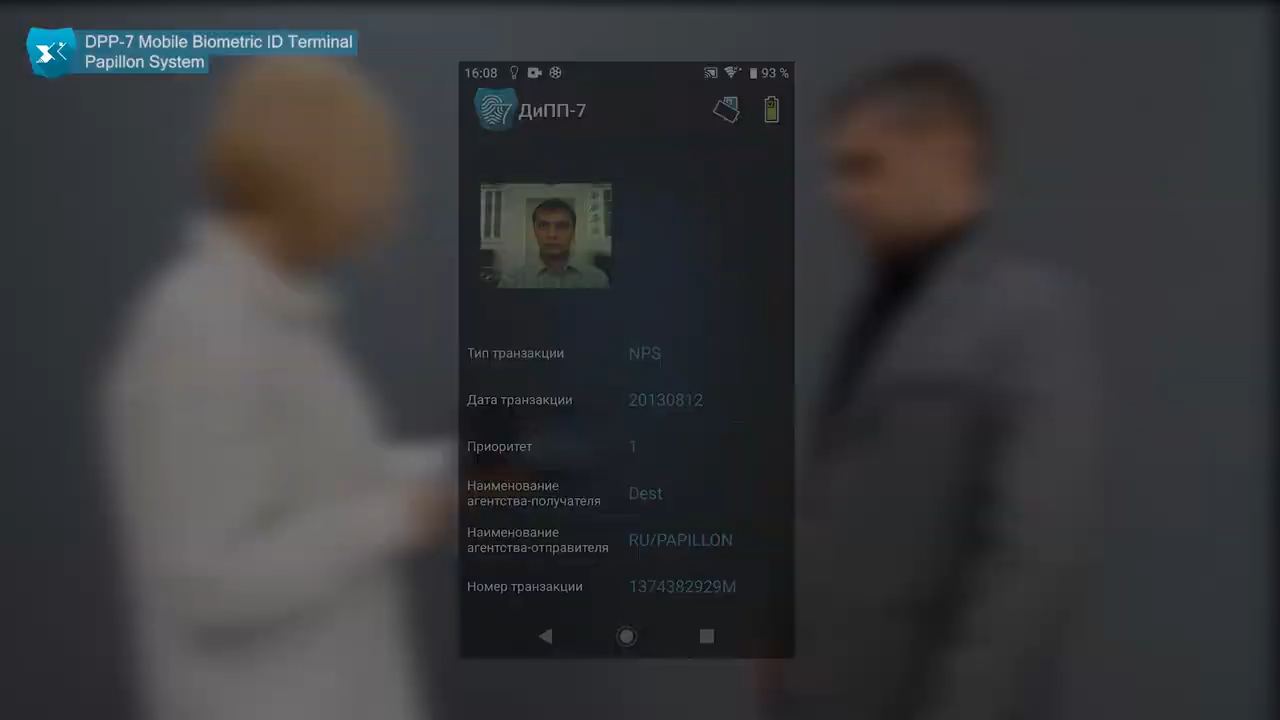 DPP-7 Mobile Biometric ID Terminal
Papillon System
16:08
93 %
ДиПП-7
Тип транзакции NPS
Дата транзакции 20130812
Приоритет 1
Наименование
агентства-получателя Dest
Наименование
агентства-отправителя RU/PAPILLON
Номер транзакции 1374382929M